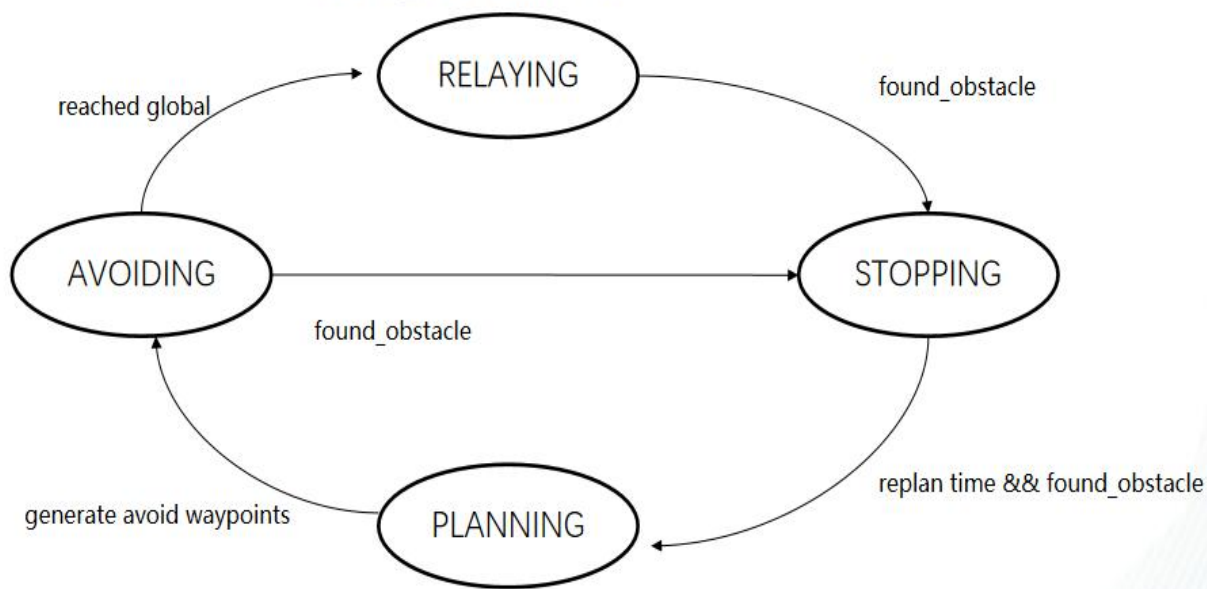 RELAYING
found_obstacle
reached global
AVOIDING
STOPPING
found_obstacle
replan time && found_obstacle
generate avoid waypoints
PLANNING